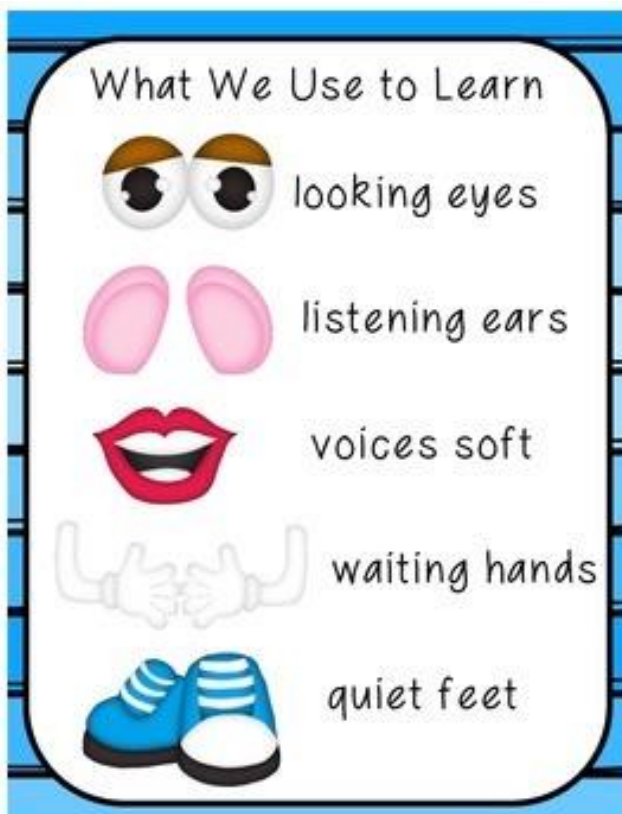 What We Use to Learn
looking eyes
listening ears
voices soft
waiting hands
quiet feet